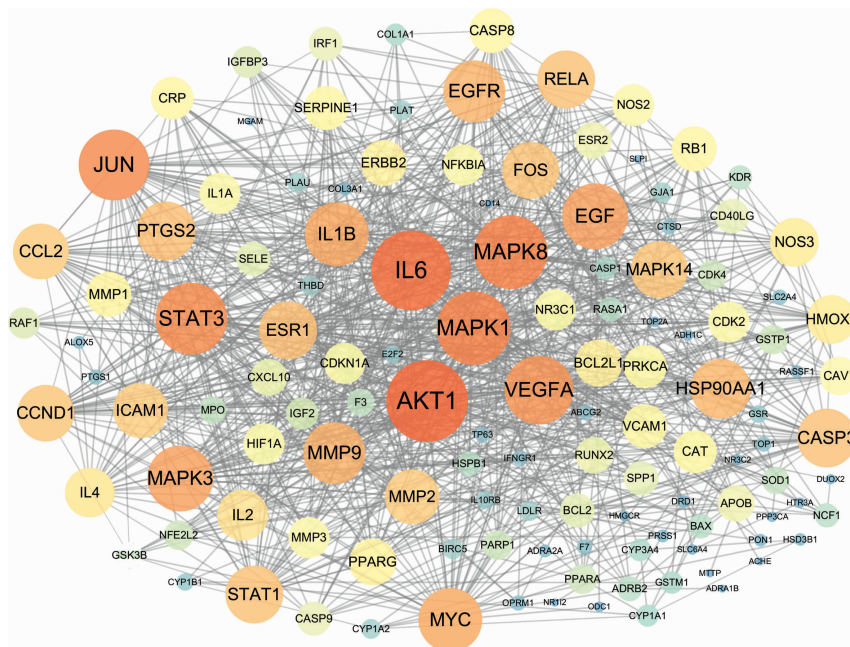 COL1A1
CASP8
IRF1
IGFBP3
RELA
EGFR
CRP
SERPINE1
NOS2
PLAT
MGAM
ESR2
RB1
JUN
ERBB2
NFKBIA
FOS
SLPI
KDR
IL1A
PLAU
COL3A1
GJA1
CD14
EGF
CD40LG
CTSD
PTGS2
IL1B
CCL2
MAPK8
NOS3
SELE
IL6
CASP1
MAPK14
CDK4
MMP1
THBD
SLC2A4
RASA1
NR3C1
STAT3
MAPK1
TOP2A
CDK2
HMOX
RAF1
ESR1
ADH1C
GSTP1
ALOX5
E2F2
CDKN1A
BCL2L1
PRKCA
RASSF1
CAV
PTGS1
CXCL10
VEGFA
HSP90AA1
AKT1
F3
MPO
IGF2
ABCG2
CCND1
ICAM1
GSR
VCAM1
CASP3
TP63
HIF1A
TOP1
MMP9
CAT
RUNX2
IFNGR1
NR3C2
HSPB1
MAPK3
SPP1
SOD1
DUOX2
MMP2
IL4
IL10RB
DRD1
APOB
HTR3A
LDLR
BCL2
HMGCR
PPP3CA
NCF1
IL2
BAX
NFE2L2
PRSS1
MMP3
PARP1
PON1
HSD3B1
BIRC5
F7
GSK3B
ADRA2A
CYP3A4
SLC6A4
PPARG
ACHE
MTTP
PPARA
CYP1B1
GSTM1
ADRB2
ADRA1B
STAT1
OPRM1
NR1I2
ODC1
CASP9
MYC
CYP1A1
CYP1A2